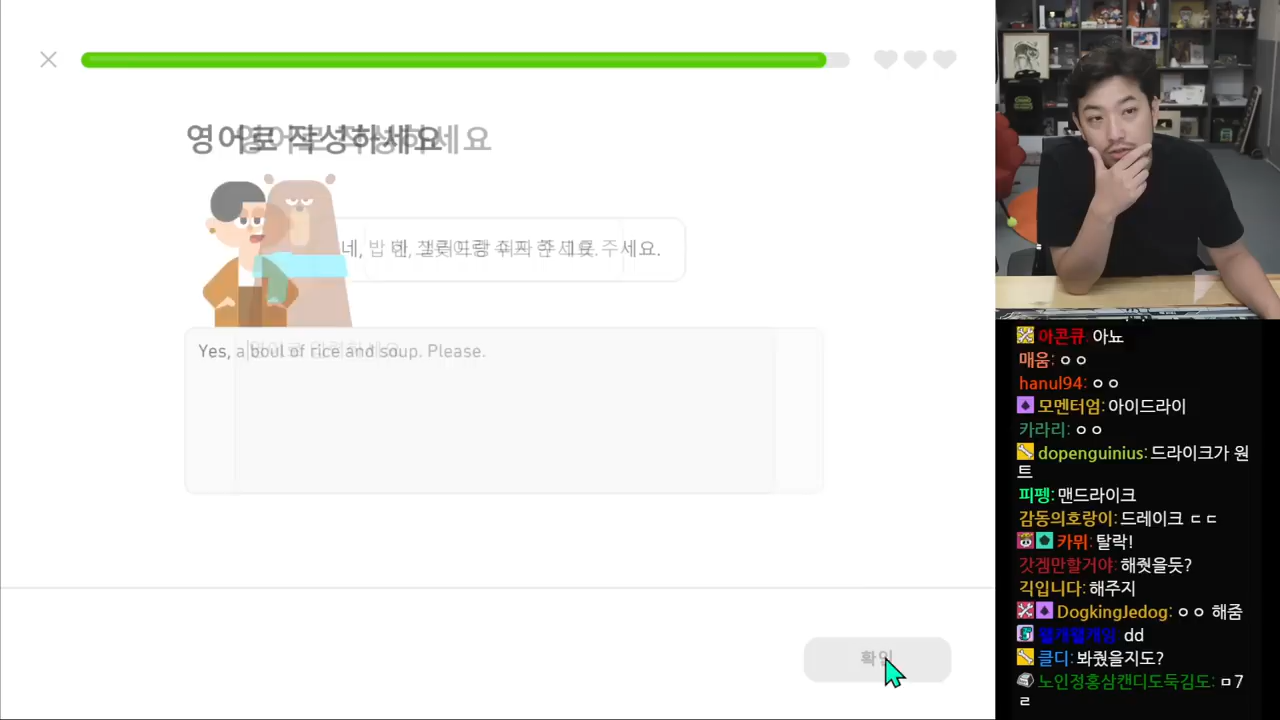 영어로 작성하세요
Yes, a boul of rice and soup. Please.
확인
아콘큐: 아뇨
매움: ㅇㅇ
hanul94: ㅇㅇ
모멘터엄: 아이드라이
카라리: ㅇㅇ
dopenguinius: 드라이크가 원
트
피펭: 맨드라이크
감동의호랑이: 드레이크 ㄷㄷ
카뮈: 탈락!
갓겜만할거야: 해줫을듯?
긱입니다: 해주지
DogkingJedog: ㅇㅇ 해줌
dd
클디: 봐줬을지도?
노인정홍삼캔디도둑김도: ㅁ7
ㄹ